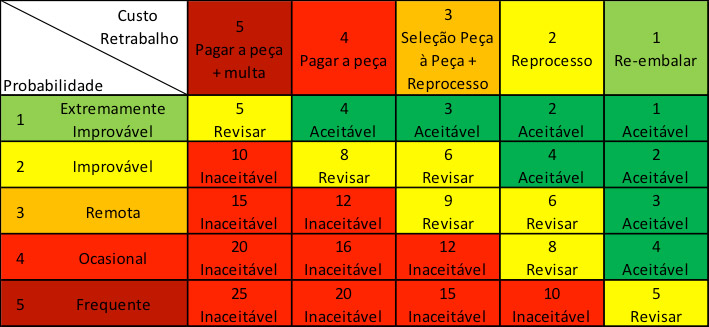 Custo
Retrabalho
Probabilidade
5
Pagar a peça
+ multa
4
Pagar a peça
3
Seleção Peça
à Peça +
Reprocesso
2
Reprocesso
1
Re-embalar
1 Extremamente
Improvável
5
Revisar
4
Aceitável
3
Aceitável
2
Aceitável
1
Aceitável
2 Improvável
10
Inaceitável
8
Revisar
6
Revisar
4
Aceitável
2
Aceitável
3 Remota
15
Inaceitável
12
Inaceitável
9
Revisar
6
Revisar
3
Aceitável
4 Ocasional
20
Inaceitável
16
Inaceitável
12
Inaceitável
8
Revisar
4
Aceitável
5 Frequente
25
Inaceitável
20
Inaceitável
15
Inaceitável
10
Inaceitável
5
Revisar